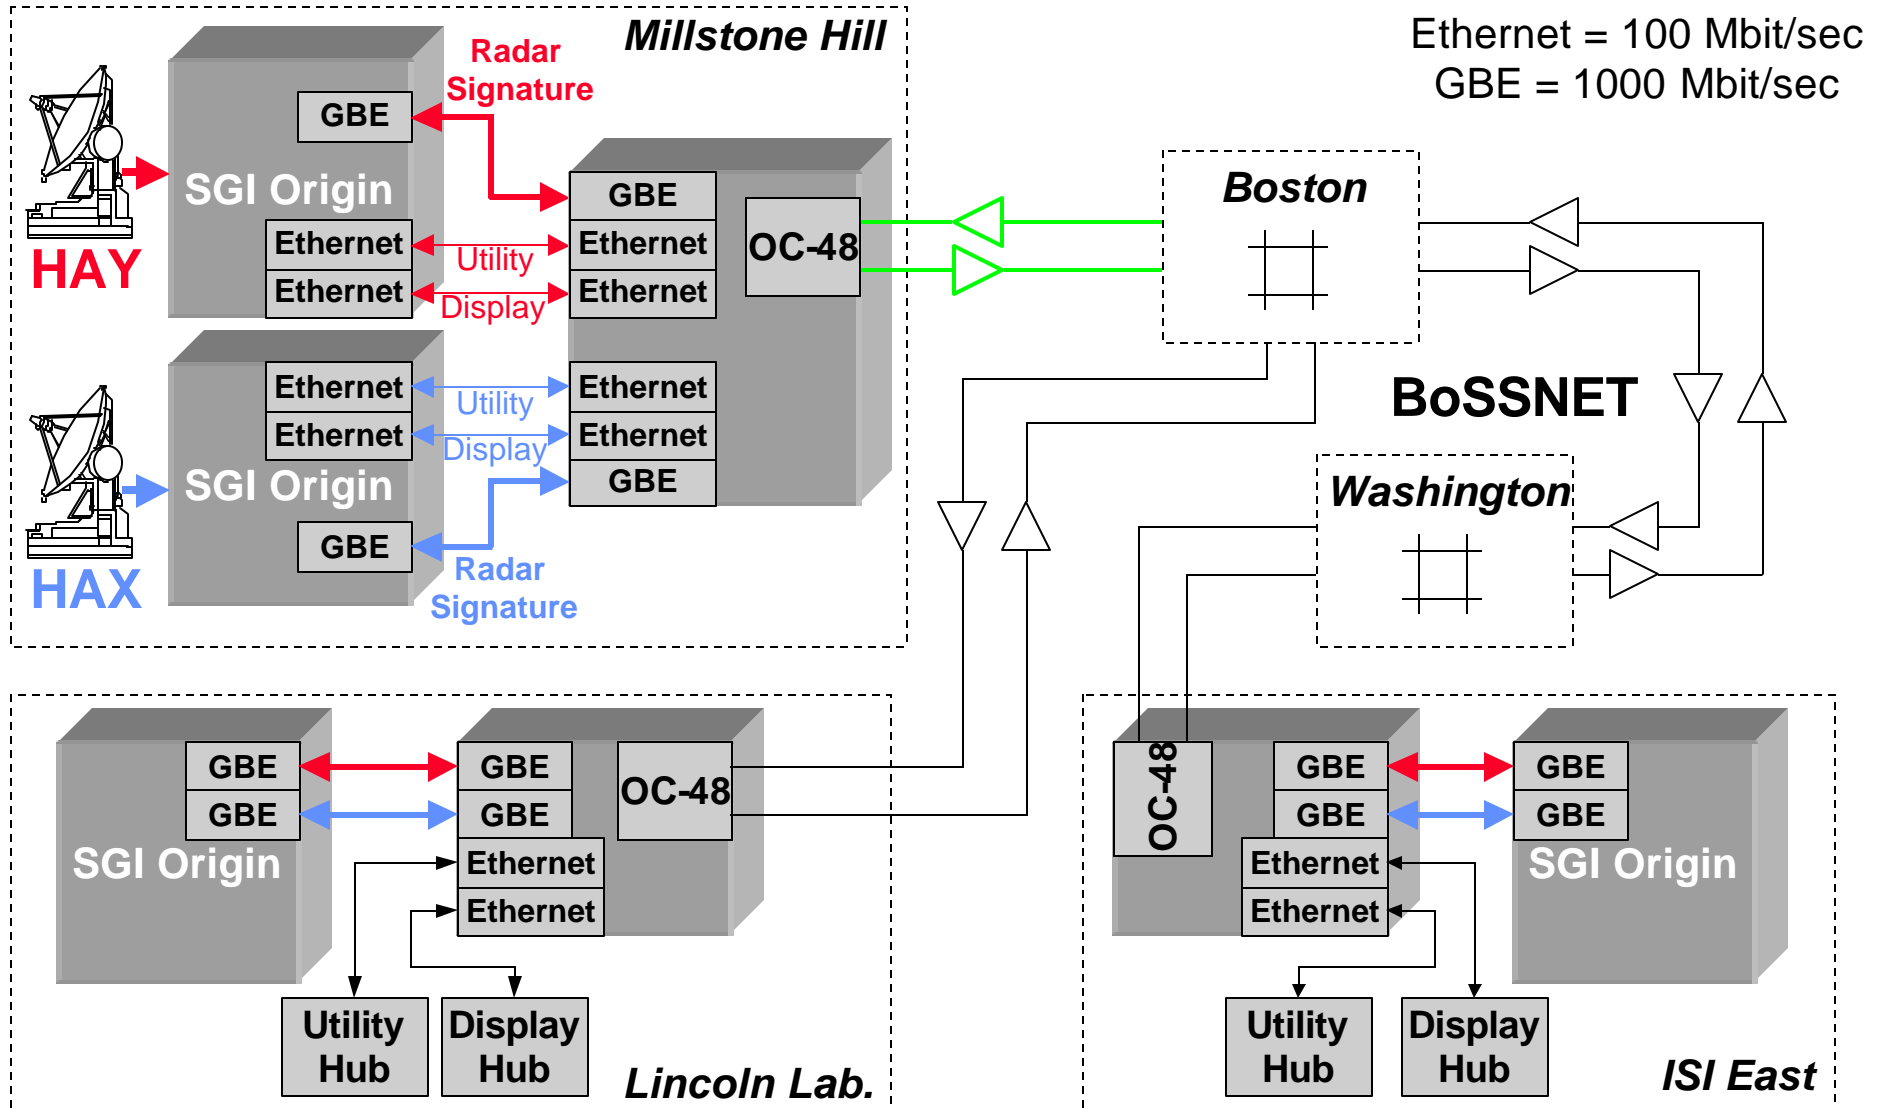 Millstone Hill
Ethernet = 100 Mbit/sec
GBE = 1000 Mbit/sec
Radar
Signature
GBE
SGI Origin
Ethernet
Ethernet
HAY
Utility
Display
GBE
Ethernet
Ethernet
OC-48
Ethernet
Ethernet
GBE
Ethernet
Ethernet
SGI Origin
GBE
HAX
Utility
Display
Radar
Signature
Boston
BoSSNET
Washington
GBE
GBE
SGI Origin
GBE
GBE
OC-48
Ethernet
Ethernet
Utility
Hub
Display
Hub
Lincoln Lab.
OC-48
GBE
GBE
Ethernet
Ethernet
GBE
GBE
SGI Origin
Utility
Hub
Display
Hub
ISI East